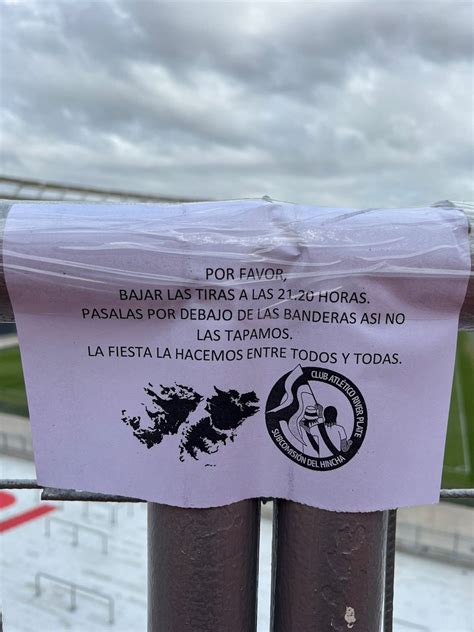 POR FAVOR,
BAJAR LAS TIRAS A LAS 21.20 HORAS.
PASALAS POR DEBAJO DE LAS BANDERAS ASI NO
LAS TAPAMOS.
LA FIESTA LA HACEMOS ENTRE TODOS Y TODAS.
CLUB ATLÉTICO RIVER PLATE
SUBCOMISIÓN DEL HINCHA